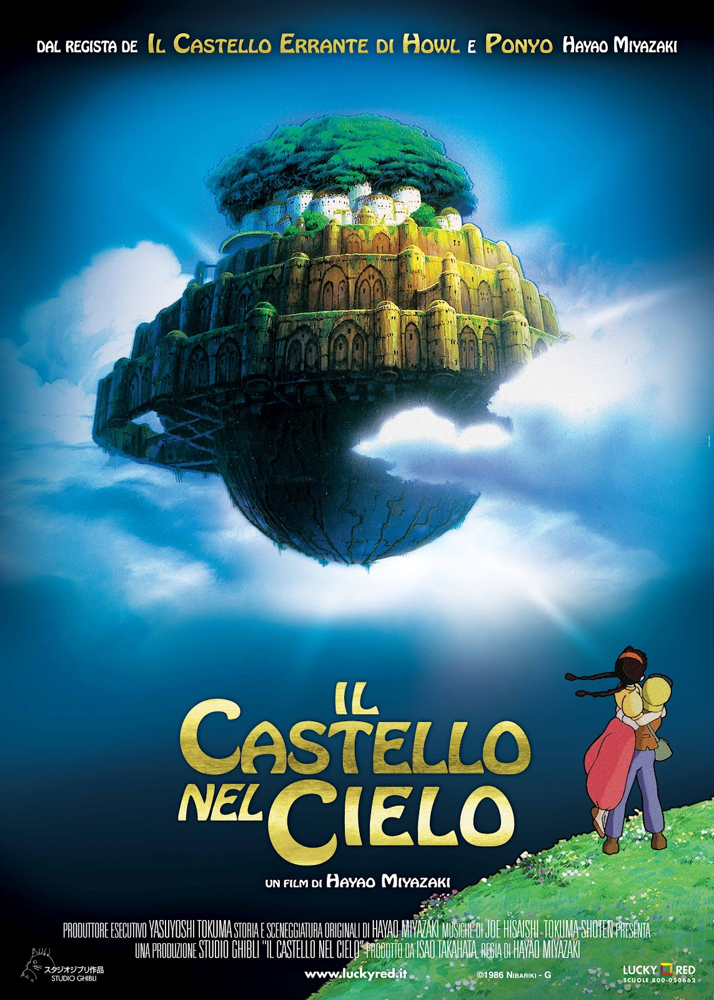 DAL REGISTA DE IL CASTELLO ERRANTE DI HOWL E PONYO HAYAO MIYAZAKI
IL
CASTELLO
NEL CIELO
UN FILM DI HAYAO MIYAZAKI
PRODUTTORE ESECUTIVO YASUYOSHI TOKUMA STORIA E SCENEGGIATURA ORIGINALI DI HAYAO MIYAZAKI MUSICHE DI JOE HISAISHI TOKUMA SHOTEN PRESENTA
UNA PRODUZIONE STUDIO GHIBLI "IL CASTELLO NEL CIELO" PRODOTTO DA ISAO TAKAHATA REGIA DI HAYAO MIYAZAKI
スタジオジブリ作品
STUDIO GHIBLI
www.luckyred.it
©1986 NIBARIKI - G
LUCKY RED
SCUOLE 800-050662